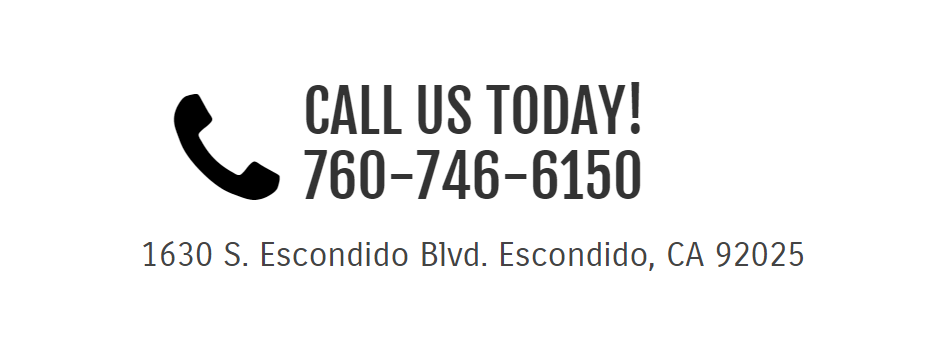 CALL US TODAY!
760-746-6150
1630 S. Escondido Blvd. Escondido, CA 92025